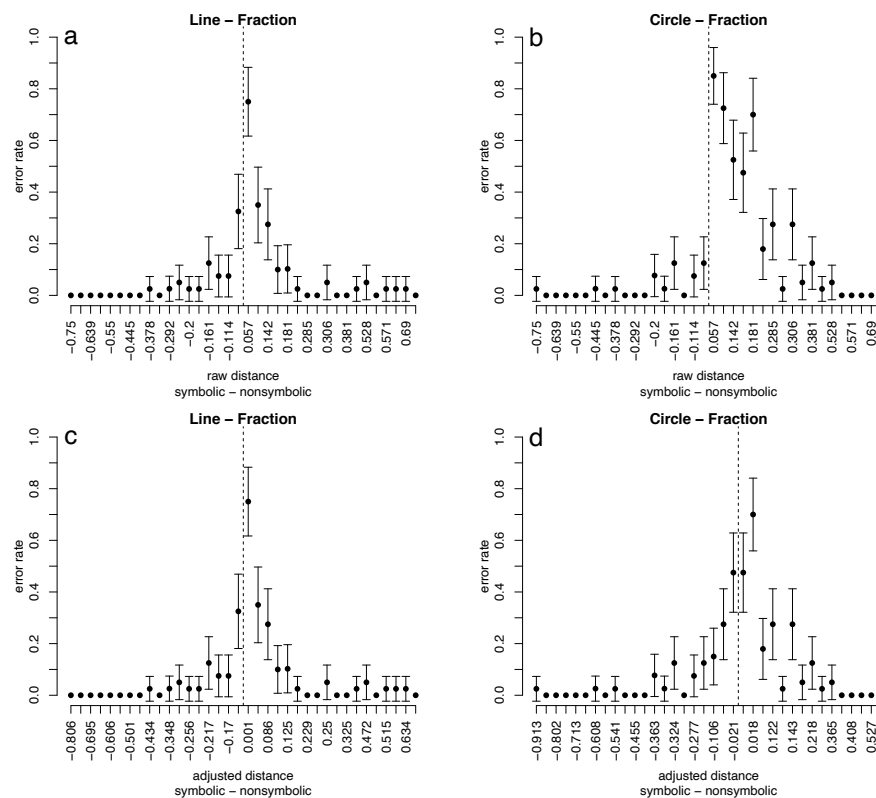 a
Line − Fraction
error rate
0.0 0.2 0.4 0.6 0.8 1.0
−0.75 −0.639 −0.55 −0.445 −0.378 −0.292 −0.2 −0.161 −0.114 0.057 0.142 0.181 0.285 0.306 0.381 0.528 0.571 0.69
raw distance
symbolic − nonsymbolic
b
Circle − Fraction
error rate
0.0 0.2 0.4 0.6 0.8 1.0
−0.75 −0.639 −0.55 −0.445 −0.378 −0.292 −0.2 −0.161 −0.114 0.057 0.142 0.181 0.285 0.306 0.381 0.528 0.571 0.69
raw distance
symbolic − nonsymbolic
c
Line − Fraction
error rate
0.0 0.2 0.4 0.6 0.8 1.0
−0.806 −0.695 −0.606 −0.501 −0.434 −0.348 −0.256 −0.217 −0.17 0.001 0.086 0.125 0.229 0.25 0.325 0.472 0.515 0.634
adjusted distance
symbolic − nonsymbolic
d
Circle − Fraction
error rate
0.0 0.2 0.4 0.6 0.8 1.0
−0.913 −0.802 −0.713 −0.608 −0.541 −0.455 −0.363 −0.324 −0.277 −0.106 −0.021 0.018 0.122 0.143 0.218 0.365 0.408 0.527
adjusted distance
symbolic − nonsymbolic